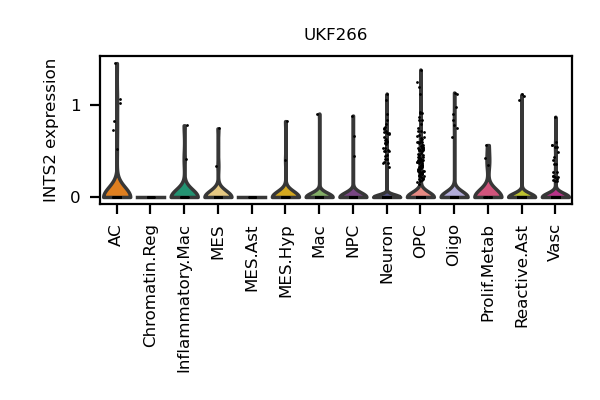 UKF266
INTS2 expression
1
0
AC
Chromatin.Reg
Inflammatory.Mac
MES
MES.Ast
MES.Hyp
Mac
NPC
Neuron
OPC
Oligo
Prolif.Metab
Reactive.Ast
Vasc